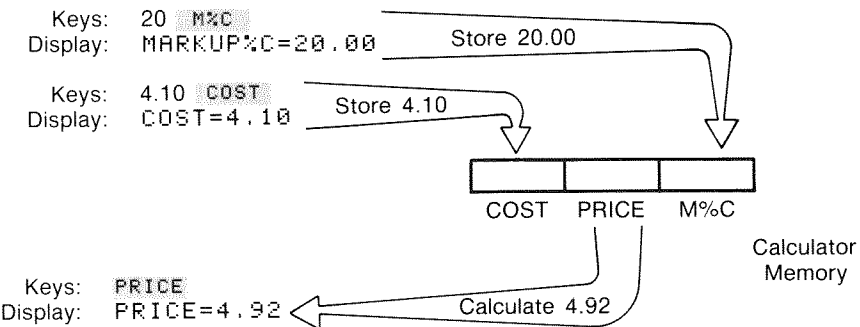 Keys: 20 M%C
Display: MARKUP%C=20.00
Store 20.00
Keys: 4.10 COST
Display: COST=4.10
Store 4.10
COST PRICE M%C
Calculator
Memory
Keys: PRICE
Display: PRICE=4.92
Calculate 4.92